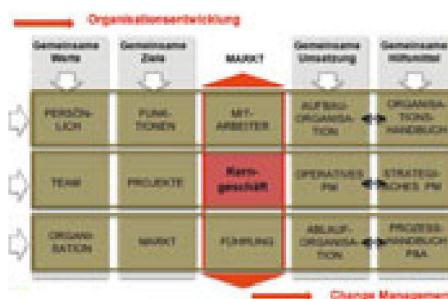 Organisationsentwicklung
Gemeinsame
Werte
Gemeinsame
Ziele
MARKT
Gemeinsame
Umsetzung
Gemeinsame
Hilfsmittel
PERSÖN-
LICH
FUNK-
TIONEN
MIT-
ARBEITER
AUFBAU-
ORGANISA-
TION
ORGANISA-
TIONS-
HANDBUCH
TEAM
PROJEKTE
Kern-
geschäft
OPERATIVES
PM
STRATEGI-
SCHES PM
ORGANI-
SATION
MARKT
FÜHRUNG
ABLAUF-
ORGANISA-
TION
PROZESS-
HANDBUCH
Change Management